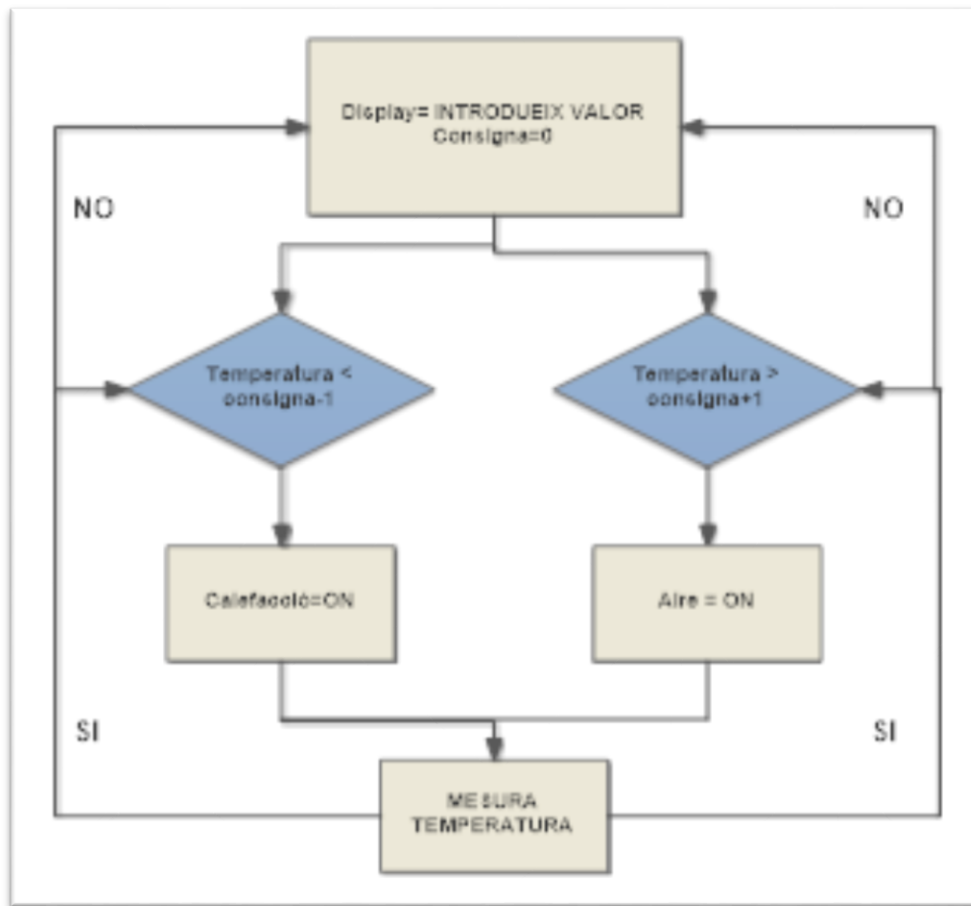 Display= INTRODUEIX VALOR
Consigna=0
NO
NO
Temperatura <
consigna-1
Temperatura >
consigna+1
Calefacció=ON
Aire = ON
SI
SI
MESURA
TEMPERATURA